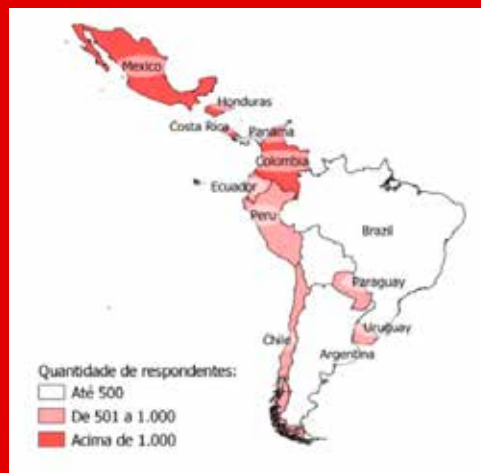 Mexico
Honduras
Costa Rica
Panama
Colombia
Ecuador
Peru
Brazil
Paraguay
Uruguay
Chile
Argentina
Quantidade de respondentes:
Até 500
De 501 a 1.000
Acima de 1.000